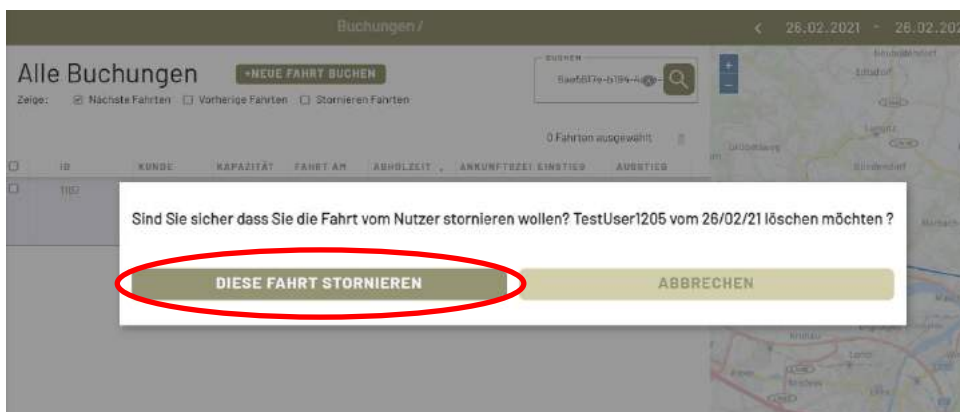 Buchungen /
< 26.02.2021 - 26.02.202
Alle Buchungen
+NEUE FAHRT BUCHEN
SUCHEN
Zeige: Nächste Fahrten Vorherige Fahrten Stornieren Fahrten
0 Fahrten ausgewählt
ID KUNDE KAPAZITÄT FAHRT AM ABHOLZEIT ANKUNFTSZEI EINSTIEG AUSSTIEG
Sind Sie sicher dass Sie die Fahrt vom Nutzer stornieren wollen? TestUser1205 vom 26/02/21 löschen möchten ?
DIESE FAHRT STORNIEREN
ABBRECHEN